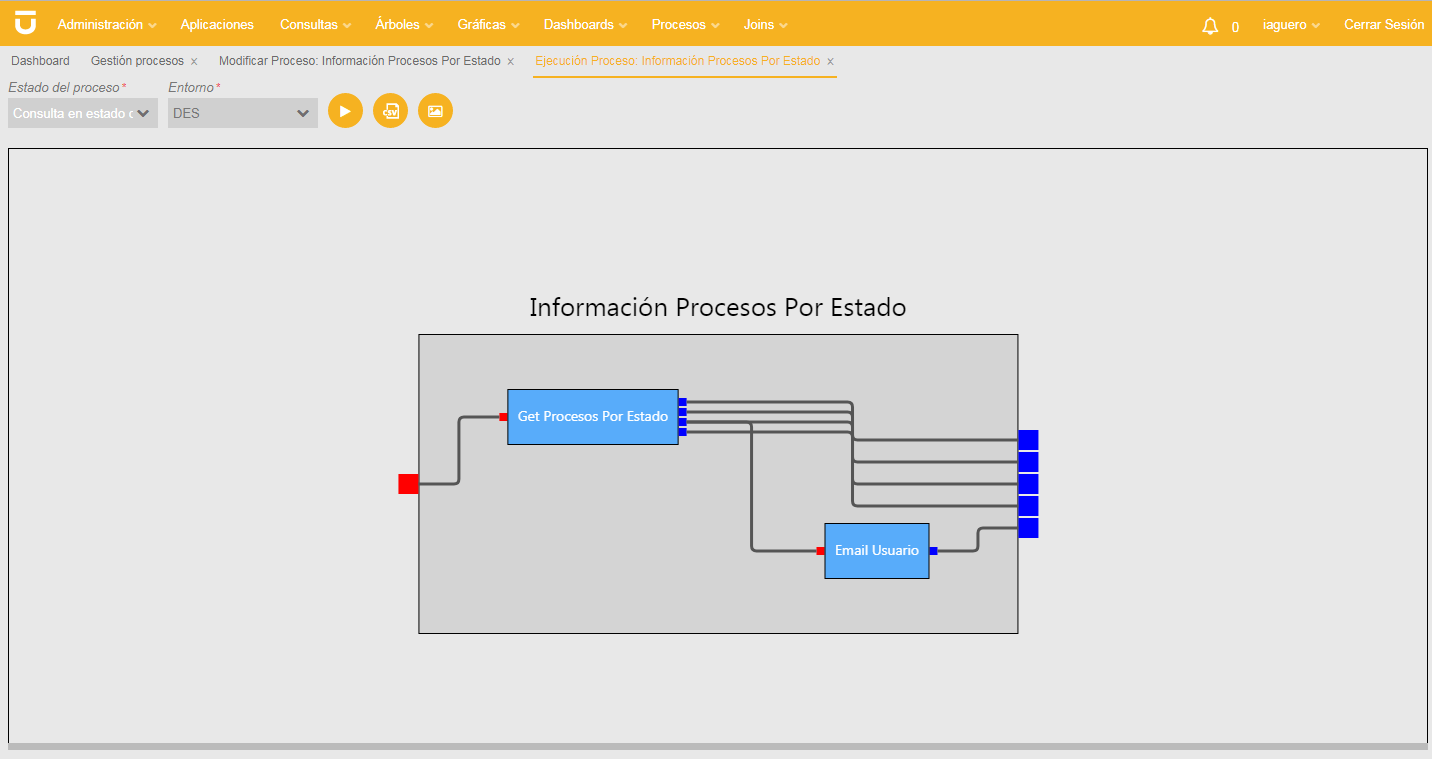 Administración Aplicaciones Consultas Árboles Gráficas Dashboards Procesos Joins 0 iaguero Cerrar Sesión
Dashboard Gestión procesos x Modificar Proceso: Información Procesos Por Estado x Ejecución Proceso: Información Procesos Por Estado x
Estado del proceso* Entorno*
Consulta en estado DES CSV
Información Procesos Por Estado
Get Procesos Por Estado
Email Usuario